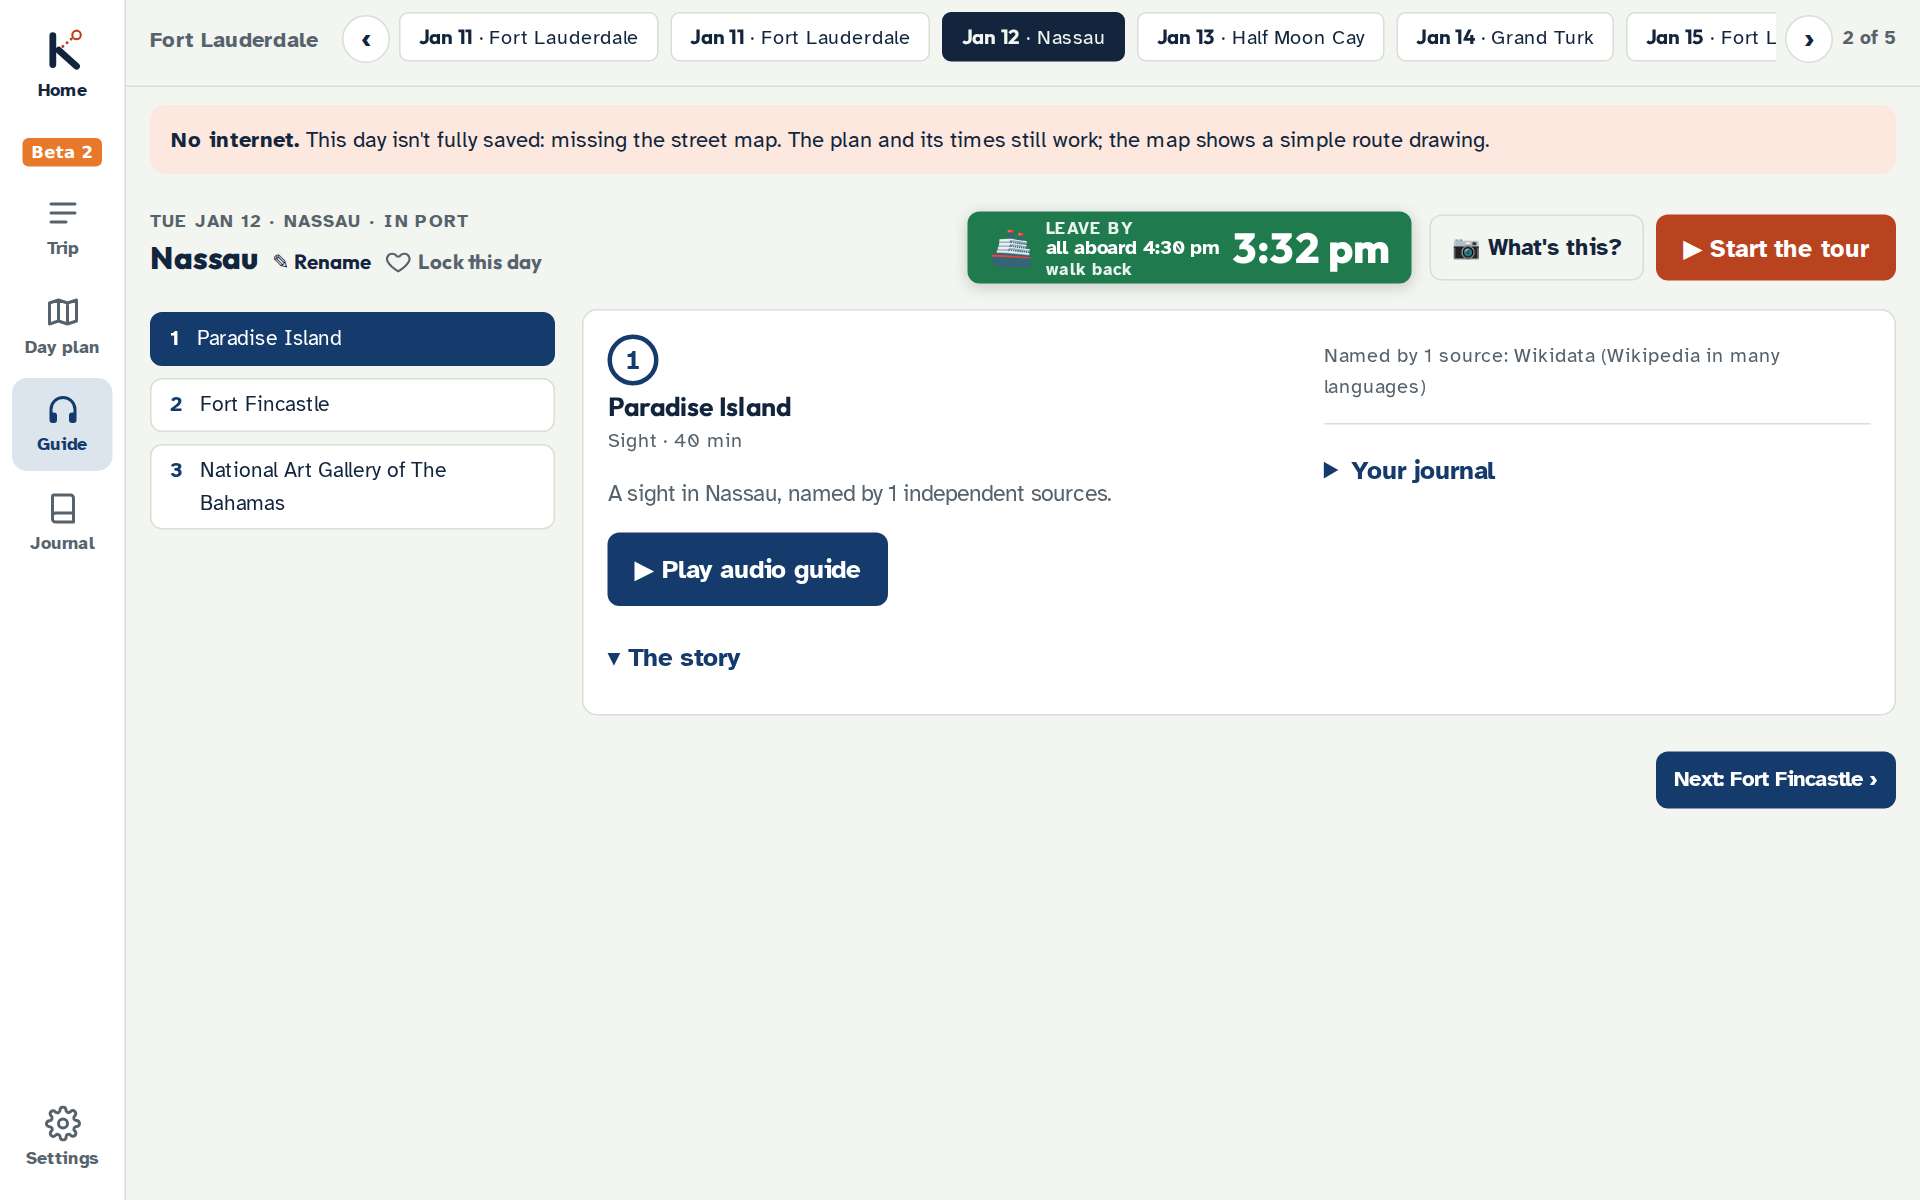 Home
Beta 2
Trip
Day plan
Guide
Journal
Settings
Fort Lauderdale
‹
Jan 11 · Fort Lauderdale
Jan 11 · Fort Lauderdale
Jan 12 · Nassau
Jan 13 · Half Moon Cay
Jan 14 · Grand Turk
Jan 15 · Fort L
›
2 of 5
No internet. This day isn't fully saved: missing the street map. The plan and its times still work; the map shows a simple route drawing.
TUE JAN 12 · NASSAU · IN PORT
Nassau
✎ Rename
Lock this day
LEAVE BY
all aboard 4:30 pm
walk back
3:32 pm
What's this?
▶ Start the tour
1 Paradise Island
2 Fort Fincastle
3 National Art Gallery of The
Bahamas
1
Paradise Island
Sight · 40 min
A sight in Nassau, named by 1 independent sources.
▶ Play audio guide
▼ The story
Named by 1 source: Wikidata (Wikipedia in many
languages)
▶ Your journal
Next: Fort Fincastle ›